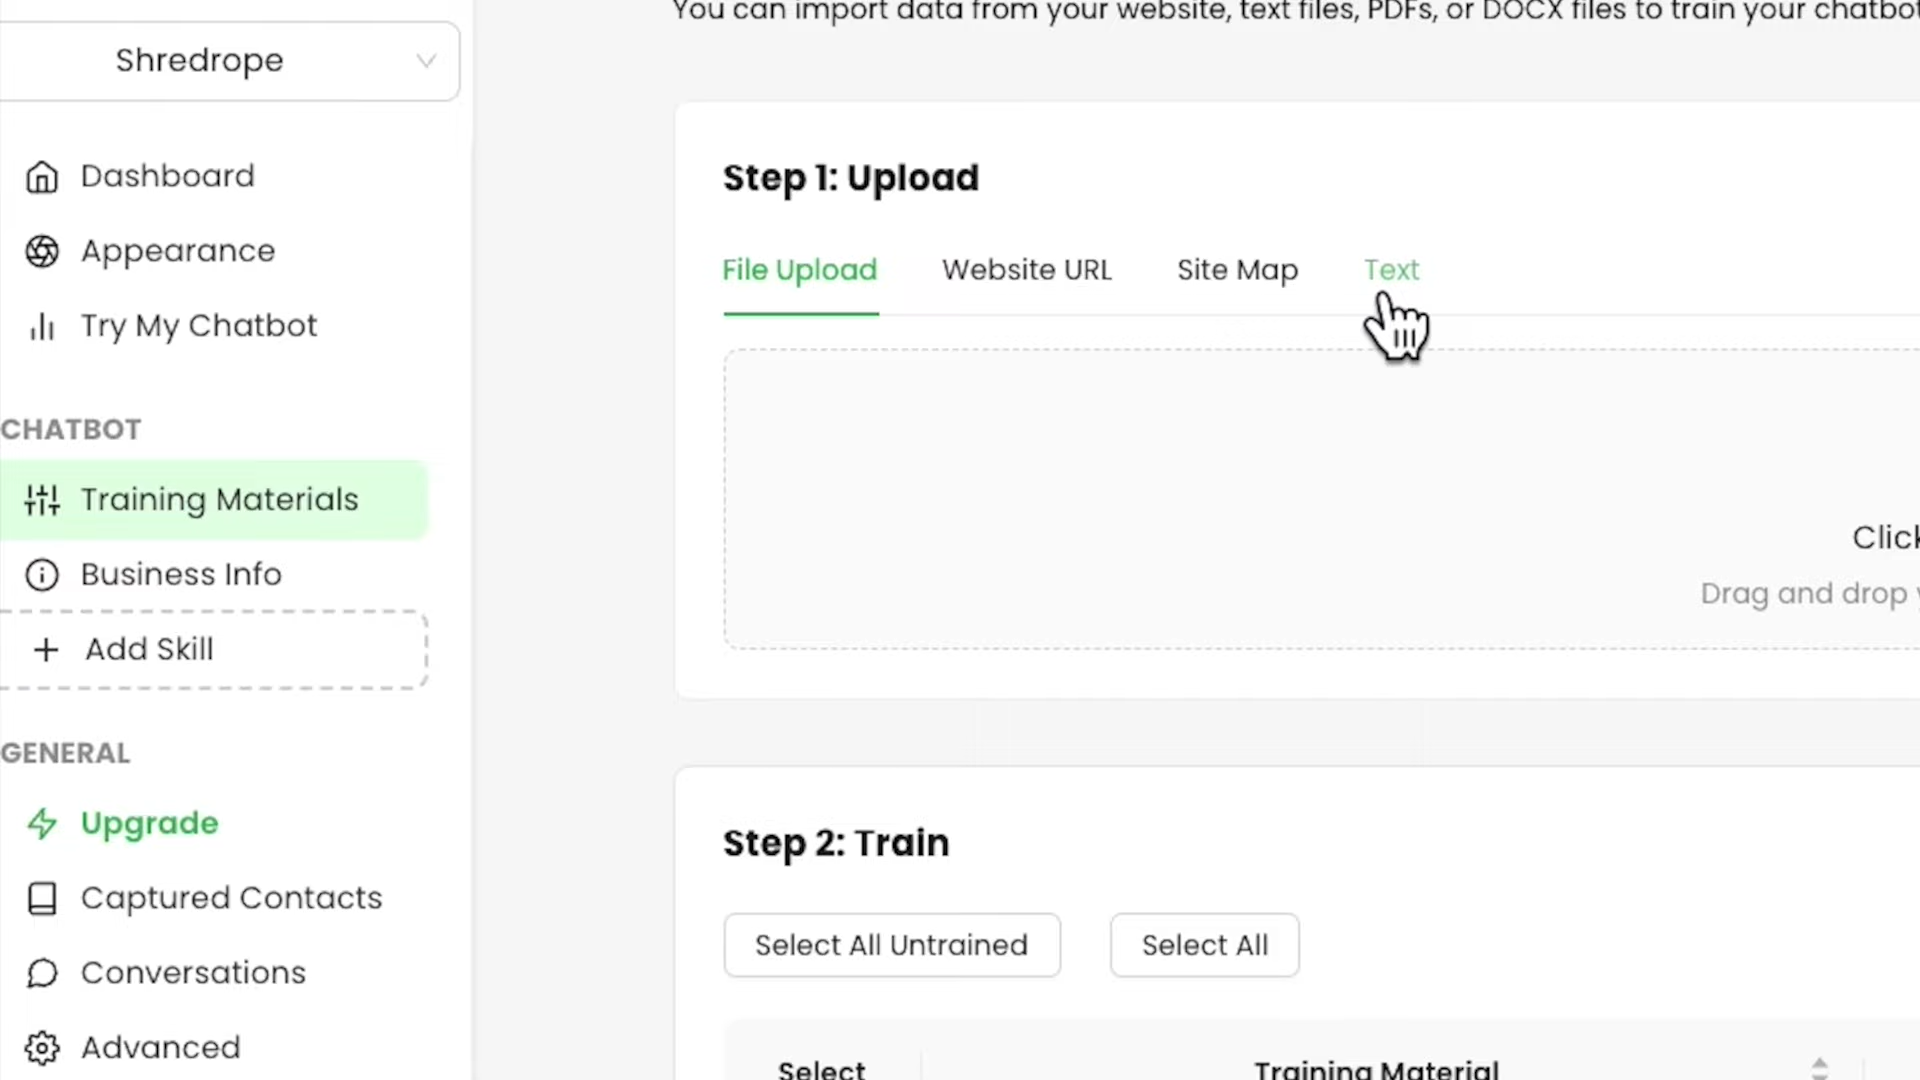 You can import data from your website, text files, PDFs, or DOCX files to train your chatbot
Shredrope
Dashboard
Appearance
Try My Chatbot
CHATBOT
Training Materials
Business Info
Add Skill
GENERAL
Upgrade
Captured Contacts
Conversations
Advanced
Step 1: Upload
File Upload Website URL Site Map Text
Click
Drag and drop
Step 2: Train
Select All Untrained Select All
Select Training Material